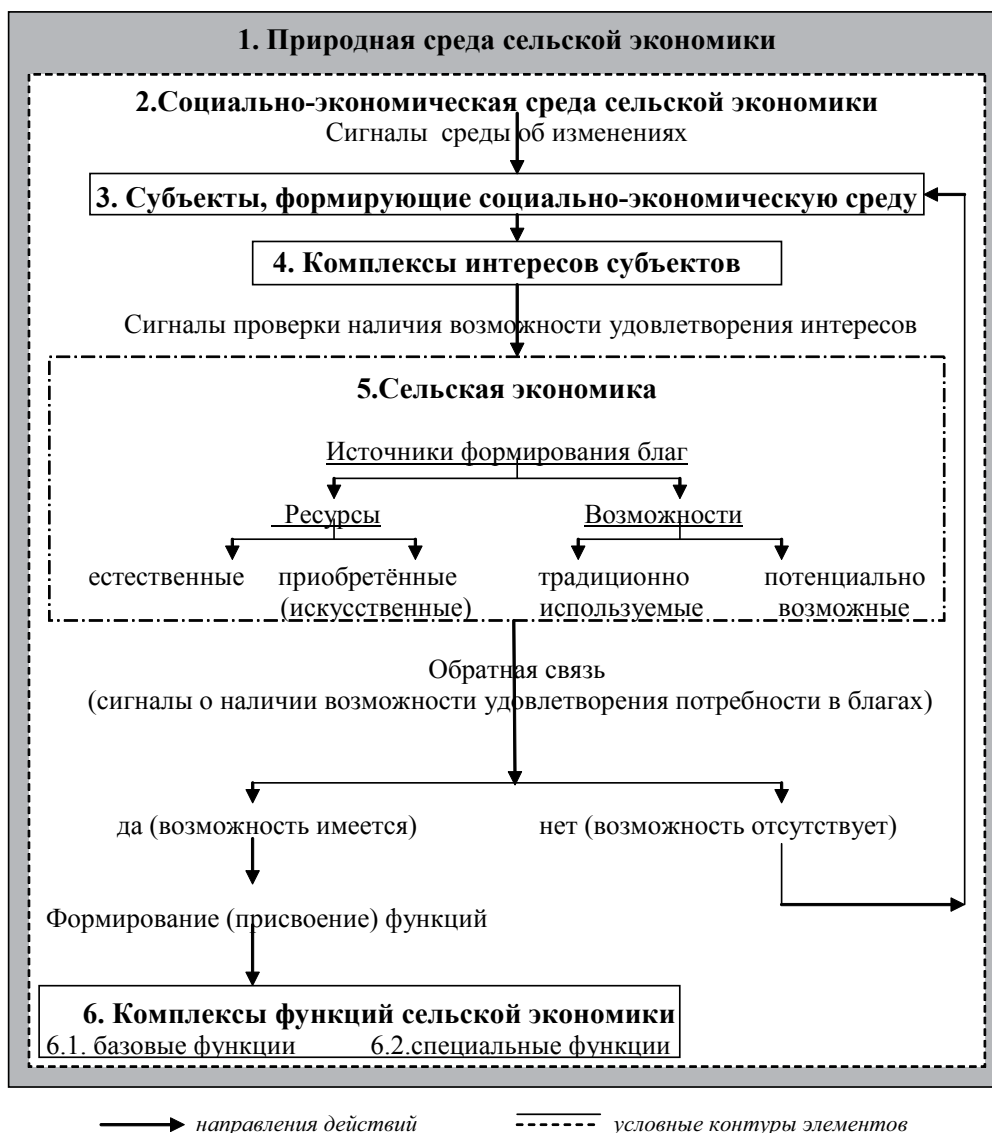 1. Природная среда сельской экономики
2.Социально-экономическая среда сельской экономики
Сигналы среды об изменениях
3. Субъекты, формирующие социально-экономическую среду
4. Комплексы интересов субъектов
Сигналы проверки наличия возможности удовлетворения интересов
5.Сельская экономика
Источники формирования благ
Ресурсы Возможности
естественные приобретённые традиционно потенциально
(искусственные) используемые возможные
Обратная связь
(сигналы о наличии возможности удовлетворения потребности в благах)
да (возможность имеется) нет (возможность отсутствует)
Формирование (присвоение) функций
6. Комплексы функций сельской экономики
6.1. базовые функции 6.2.специальные функции
направления действий условные контуры элементов